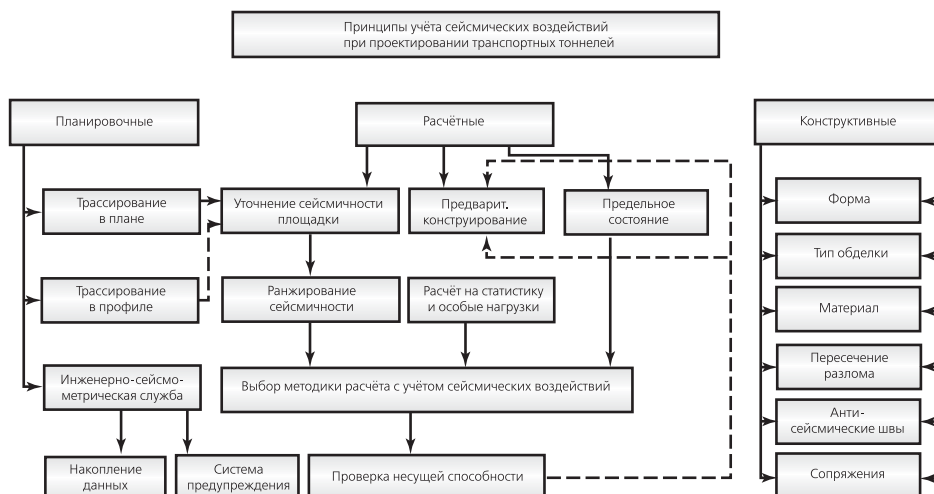 Принципы учёта сейсмических воздействий
при проектировании транспортных тоннелей
Планировочные
Расчётные
Конструктивные
Трассирование
в плане
Уточнение сейсмичности
площадки
Предварит.
конструирование
Предельное
состояние
Форма
Тип обделки
Трассирование
в профиле
Ранжирование
сейсмичности
Расчёт на статистику
и особые нагрузки
Материал
Пересечение
разлома
Инженерно-сейсмо-
метрическая служба
Выбор методики расчёта с учётом сейсмических воздействий
Анти-
сейсмические швы
Накопление
данных
Система
предупреждения
Проверка несущей способности
Сопряжения